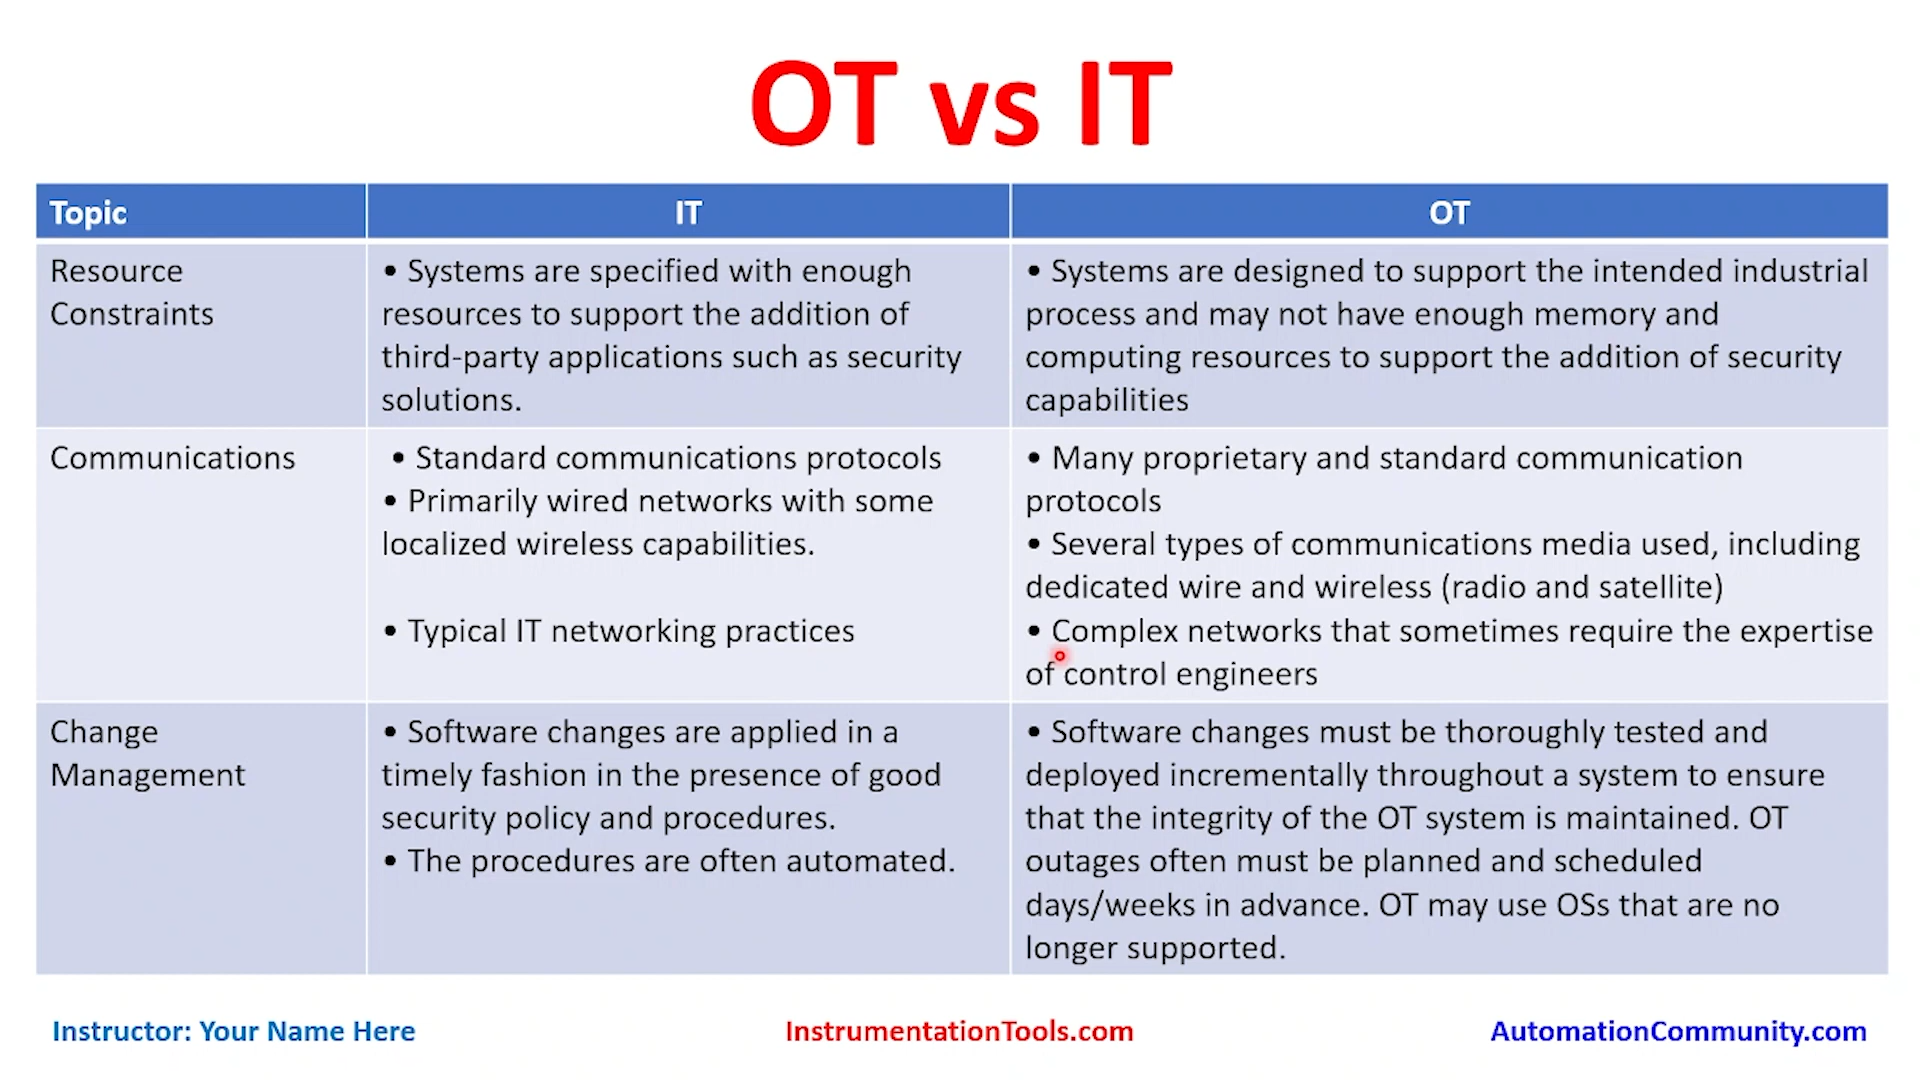 OT vs IT
Topic
IT
OT
Resource
Constraints
• Systems are specified with enough
resources to support the addition of
third-party applications such as security
solutions.
• Systems are designed to support the intended industrial
process and may not have enough memory and
computing resources to support the addition of security
capabilities
Communications
• Standard communications protocols
• Primarily wired networks with some
localized wireless capabilities.
• Typical IT networking practices
• Many proprietary and standard communication
protocols
• Several types of communications media used, including
dedicated wire and wireless (radio and satellite)
• Complex networks that sometimes require the expertise
of control engineers
Change
Management
• Software changes are applied in a
timely fashion in the presence of good
security policy and procedures.
• The procedures are often automated.
• Software changes must be thoroughly tested and
deployed incrementally throughout a system to ensure
that the integrity of the OT system is maintained. OT
outages often must be planned and scheduled
days/weeks in advance. OT may use OSs that are no
longer supported.
Instructor: Your Name Here
InstrumentationTools.com
AutomationCommunity.com